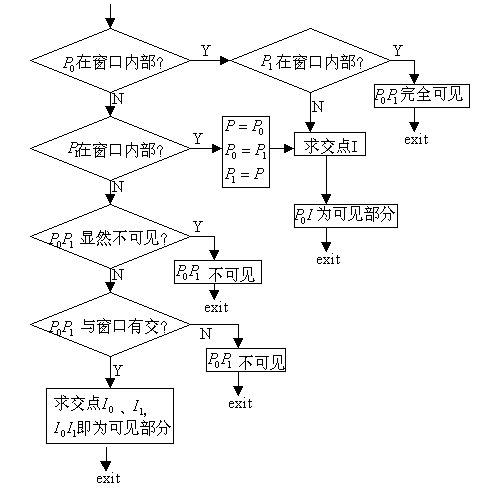 P₀在窗口内部?
Y
P₁在窗口内部?
Y
N
N
P₀P₁完全可见
exit
P在窗口内部?
Y
P = P₀
P₀ = P₁
P₁ = P
求交点I
N
P₀I为可见部分
exit
P₀P₁ 显然不可见?
Y
N
P₀P₁ 不可见
exit
P₀P₁ 与窗口有交?
N
Y
P₀P₁ 不可见
exit
求交点I₀、I₁,
I₀I₁即为可见部分
exit